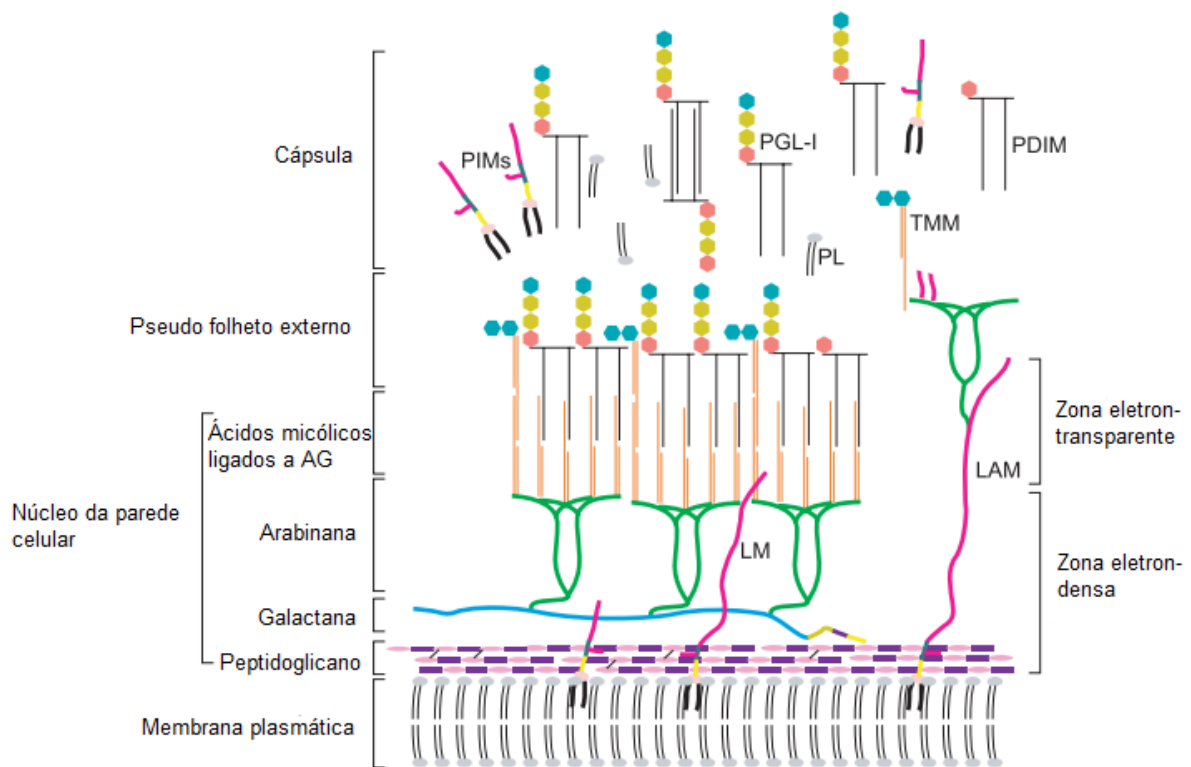 Cápsula
PIMs
PGL-I
PDIM
TMM
PL
Pseudo folheto externo
Ácidos micólicos
ligados a AG
Zona eletron-
transparente
LAM
Núcleo da parede
celular
Arabinana
LM
Zona eletron-
densa
Galactana
Peptidoglicano
Membrana plasmática